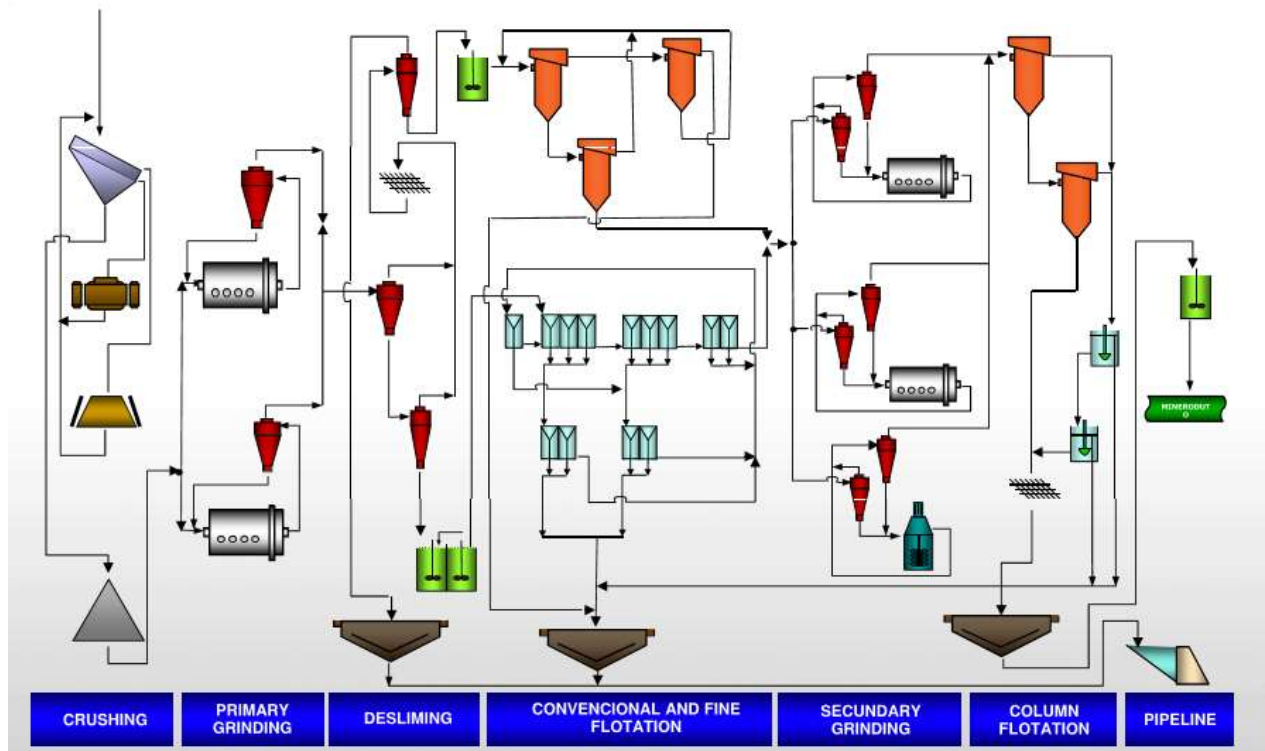 MINERODUT
O
CRUSHING
PRIMARY
GRINDING
DESLIMING
CONVENCIONAL AND FINE
FLOTATION
SECUNDARY
GRINDING
COLUMN
FLOTATION
PIPELINE